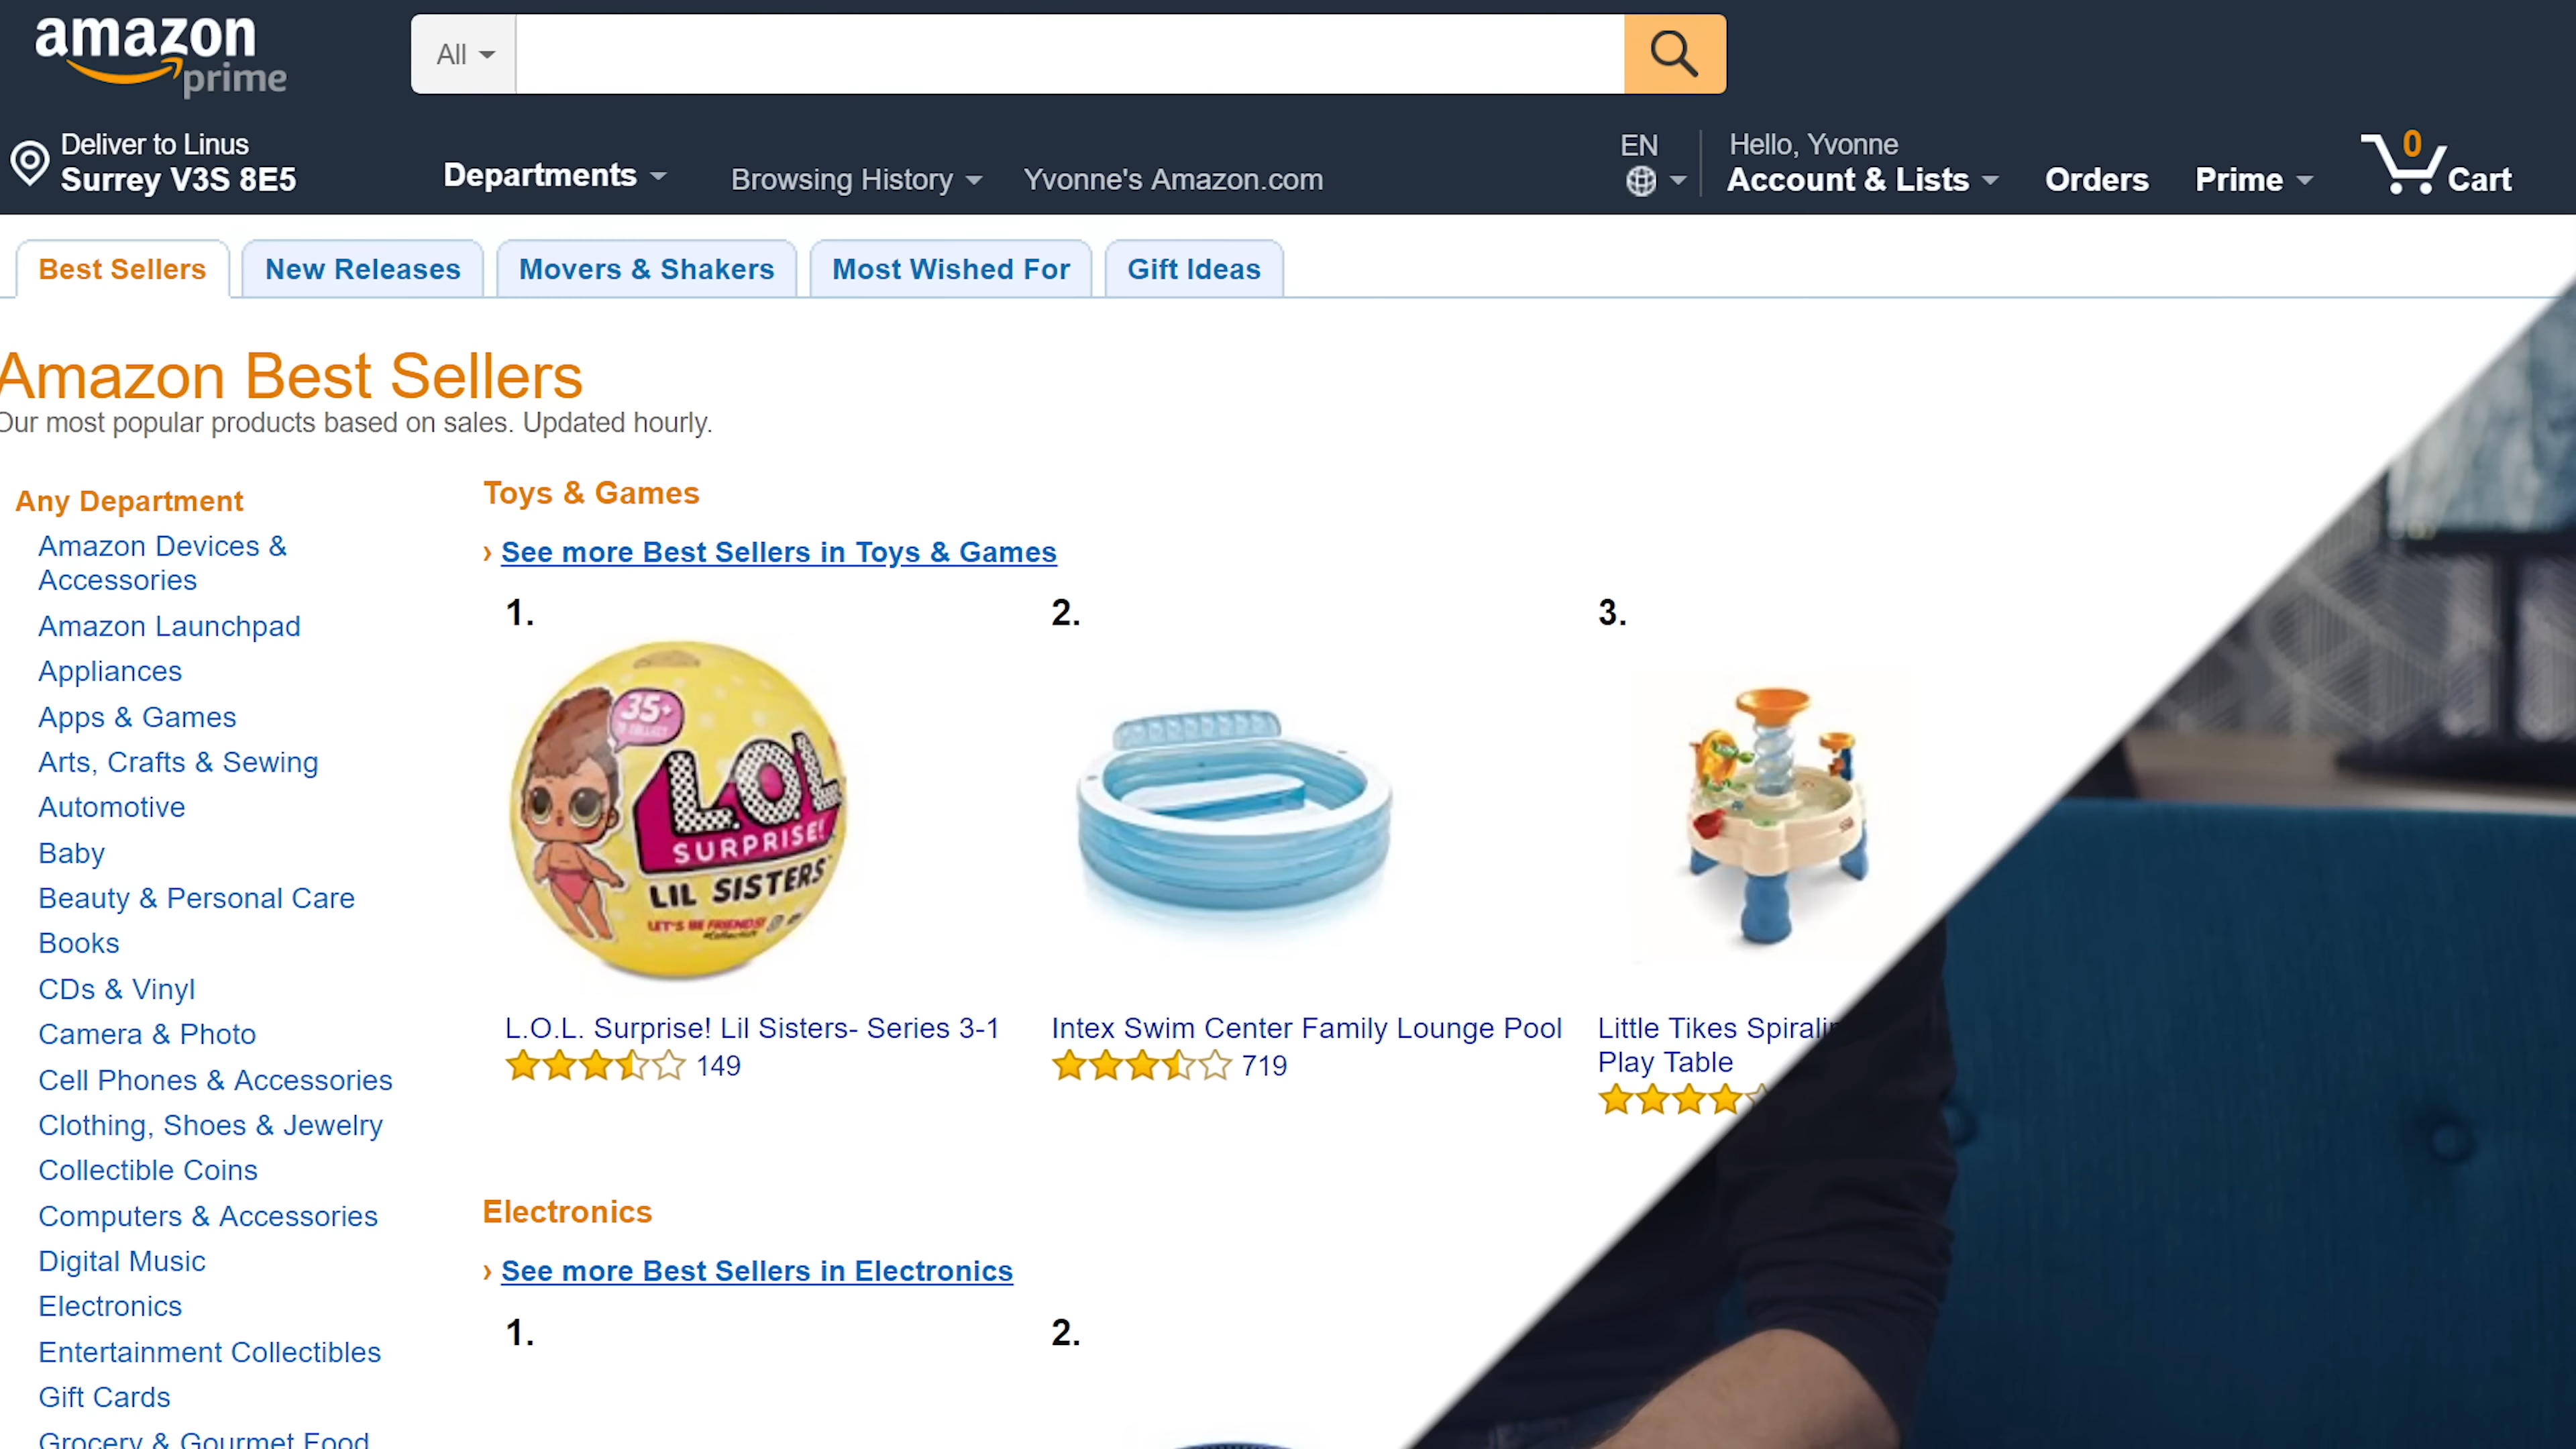 amazon
prime
All
Deliver to Linus
Surrey V3S 8E5
Departments
Browsing History
Yvonne's Amazon.com
EN
Hello, Yvonne
Account & Lists
Orders
Prime
0
Cart
Best Sellers
New Releases
Movers & Shakers
Most Wished For
Gift Ideas
Amazon Best Sellers
Our most popular products based on sales. Updated hourly.
Any Department
Amazon Devices &
Accessories
Amazon Launchpad
Appliances
Apps & Games
Arts, Crafts & Sewing
Automotive
Baby
Beauty & Personal Care
Books
CDs & Vinyl
Camera & Photo
Cell Phones & Accessories
Clothing, Shoes & Jewelry
Collectible Coins
Computers & Accessories
Digital Music
Electronics
Entertainment Collectibles
Gift Cards
Grocery & Gourmet Food
Toys & Games
› See more Best Sellers in Toys & Games
1.
2.
3.
35+
L.O.L.
SURPRISE!
LIL SISTERS
LET'S BE FRIENDS!
L.O.L. Surprise! Lil Sisters- Series 3-1
149
Intex Swim Center Family Lounge Pool
719
Little Tikes Spiralin
Play Table
Electronics
› See more Best Sellers in Electronics
1.
2.